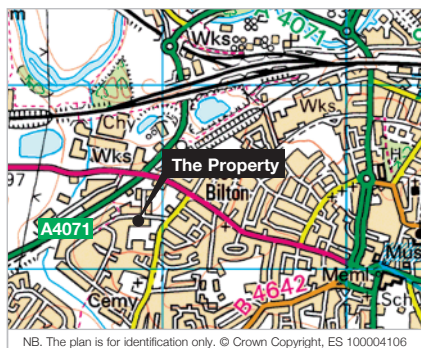 m
4071
Wks
Wks
Chy
Wks
The Property
97
Bilton
A4071
Mus
Meml
Cemy
B 4642
Sch
NB. The plan is for identification only. © Crown Copyright, ES 100004106